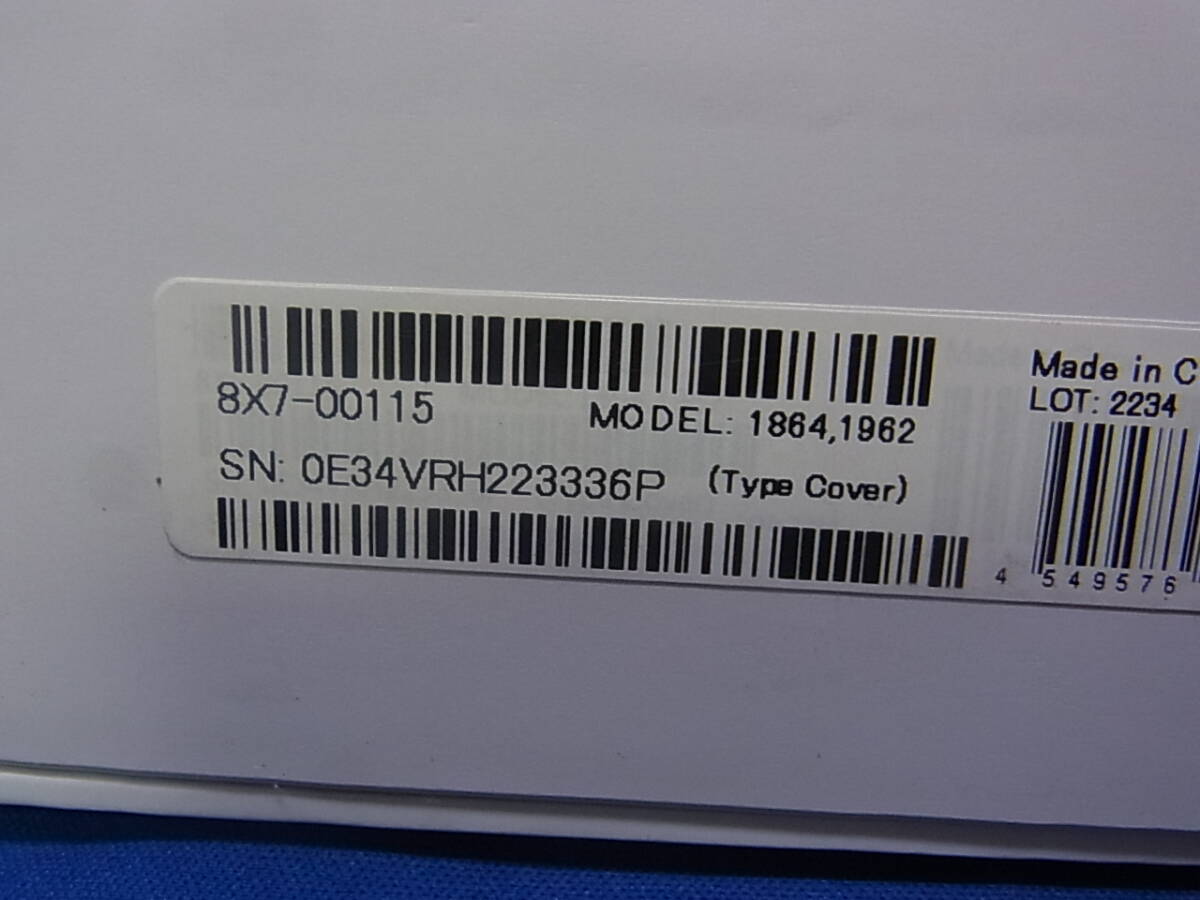 8X7-00115
MODEL: 1864,1962
SN: 0E34VRH223336P (Type Cover)
Made in C
LOT: 2234
4 549576